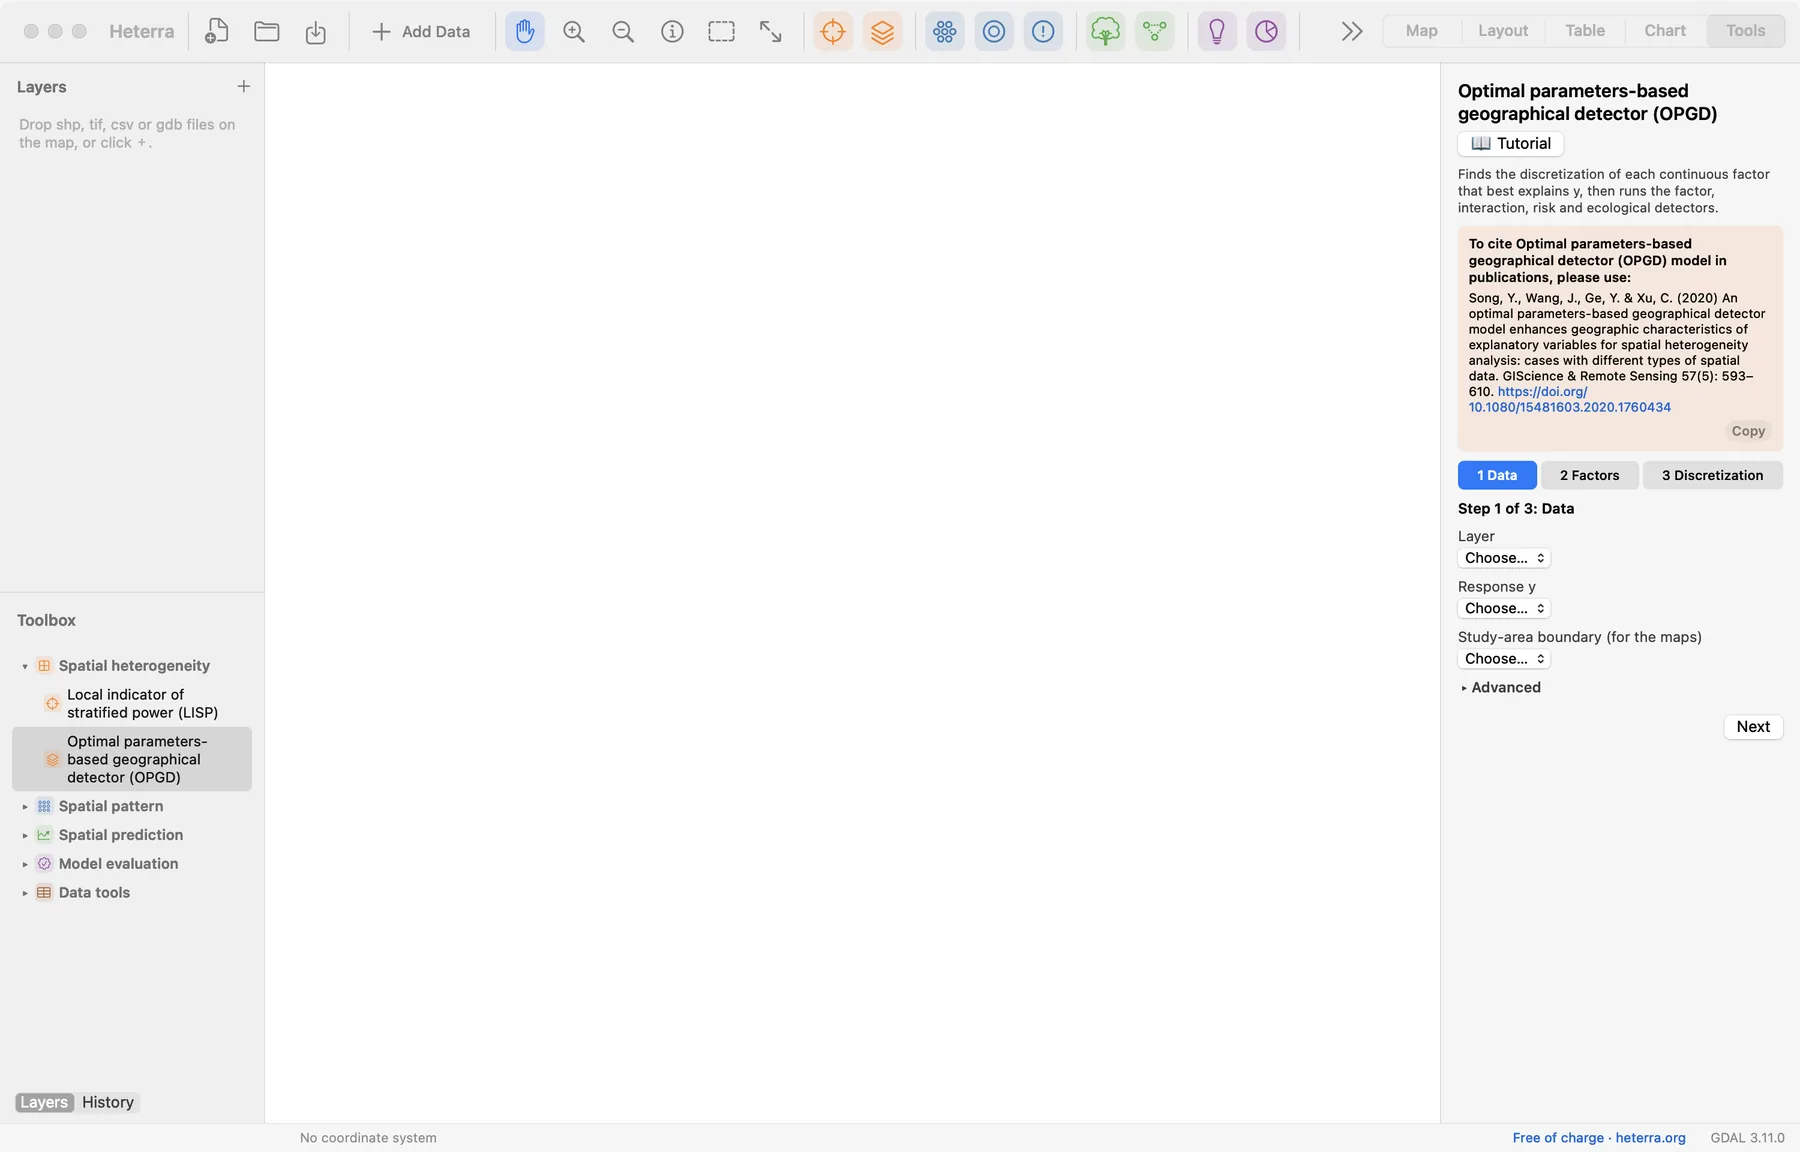 Heterra
Add Data
Map
Layout
Table
Chart
Tools
Layers
+
Drop shp, tif, csv or gdb files on
the map, or click +.
Toolbox
Spatial heterogeneity
Local indicator of
stratified power (LISP)
Optimal parameters-
based geographical
detector (OPGD)
Spatial pattern
Spatial prediction
Model evaluation
Data tools
Layers
History
No coordinate system
Optimal parameters-based
geographical detector (OPGD)
📖 Tutorial
Finds the discretization of each continuous factor
that best explains y, then runs the factor,
interaction, risk and ecological detectors.
To cite Optimal parameters-based
geographical detector (OPGD) model in
publications, please use:
Song, Y., Wang, J., Ge, Y. & Xu, C. (2020) An
optimal parameters-based geographical detector
model enhances geographic characteristics of
explanatory variables for spatial heterogeneity
analysis: cases with different types of spatial
data. GIScience & Remote Sensing 57(5): 593–
610. https://doi.org/
10.1080/15481603.2020.1760434
Copy
1 Data
2 Factors
3 Discretization
Step 1 of 3: Data
Layer
Choose...
Response y
Choose...
Study-area boundary (for the maps)
Choose...
Advanced
Next
Free of charge · heterra.org
GDAL 3.11.0